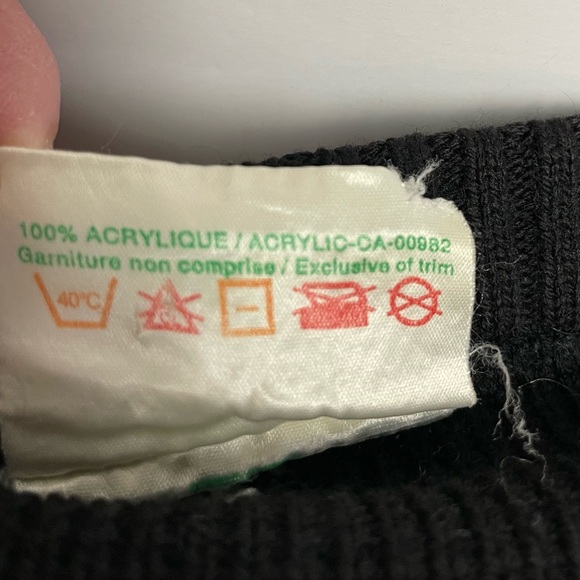 100% ACRYLIQUE / ACRYLIC-CA-00982
Garniture non comprise / Exclusive of trim
40°C